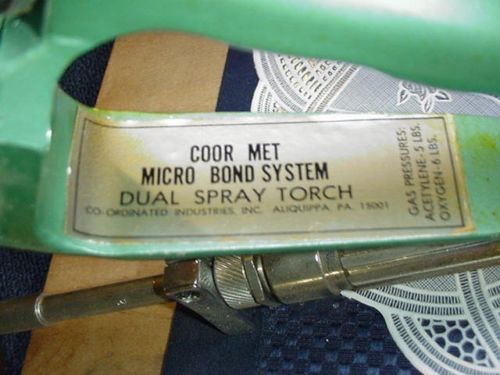 COOR MET
MICRO BOND SYSTEM
DUAL SPRAY TORCH
CO-ORDINATED INDUSTRIES, INC. ALIQUIPPA, PA. 15001
GAS PRESSURES:
ACETYLENE-5 LBS.
OXYGEN-6 LBS.